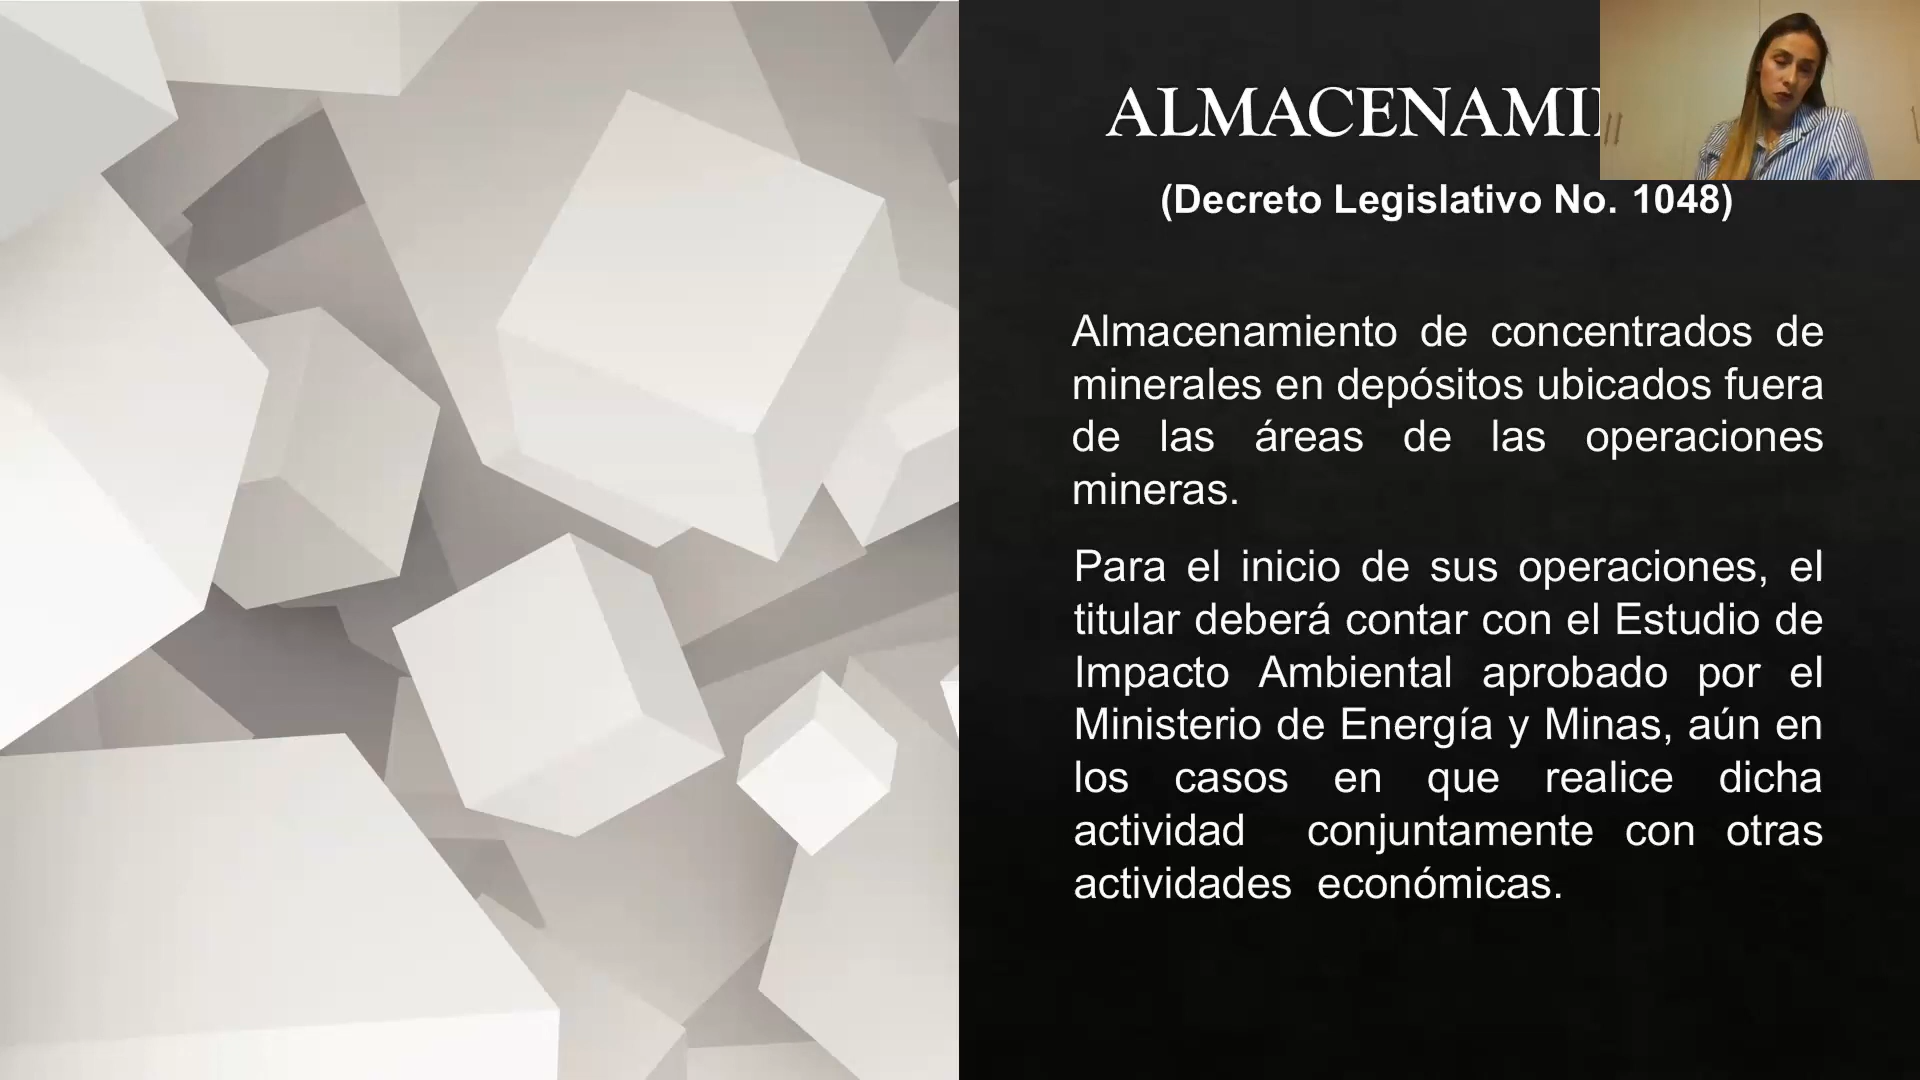 (Decreto Legislativo No. 1048)
Almacenamiento de concentrados de
minerales en depósitos ubicados fuera
de las áreas de las operaciones
mineras.
Para el inicio de sus operaciones, el
titular deberá contar con el Estudio de
Impacto Ambiental aprobado por el
Ministerio de Energía y Minas, aún en
los casos en que realice dicha
actividad conjuntamente con otras
actividades económicas.